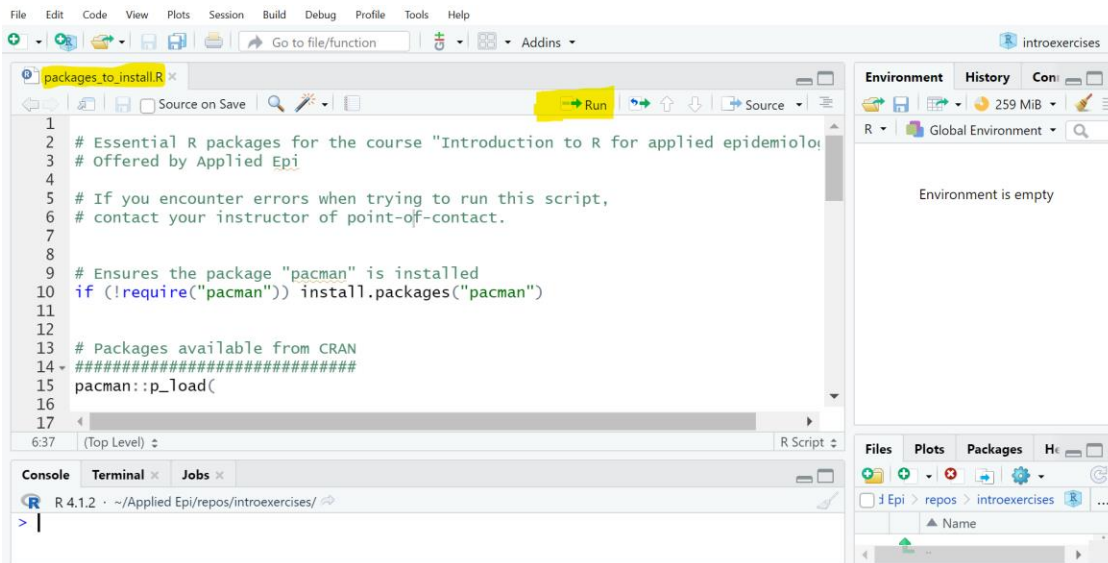 File Edit Code View Plots Session Build Debug Profile Tools Help
Go to file/function Addins introexercises
packages_to_install.R
Source on Save Run Source
1
2 # Essential R packages for the course "Introduction to R for applied epidemiolog
3 # Offered by Applied Epi
4
5 # If you encounter errors when trying to run this script,
6 # contact your instructor of point-of-contact.
7
8
9 # Ensures the package "pacman" is installed
10 if (!require("pacman")) install.packages("pacman")
11
12
13 # Packages available from CRAN
14 ##############################
15 pacman::p_load(
16
17
6:37 (Top Level) R Script
Console Terminal Jobs
R 4.1.2 · ~/Applied Epi/repos/introexercises/
>
Environment History Con
259 MiB
R Global Environment
Environment is empty
Files Plots Packages He
d Epi > repos > introexercises ...
Name
..